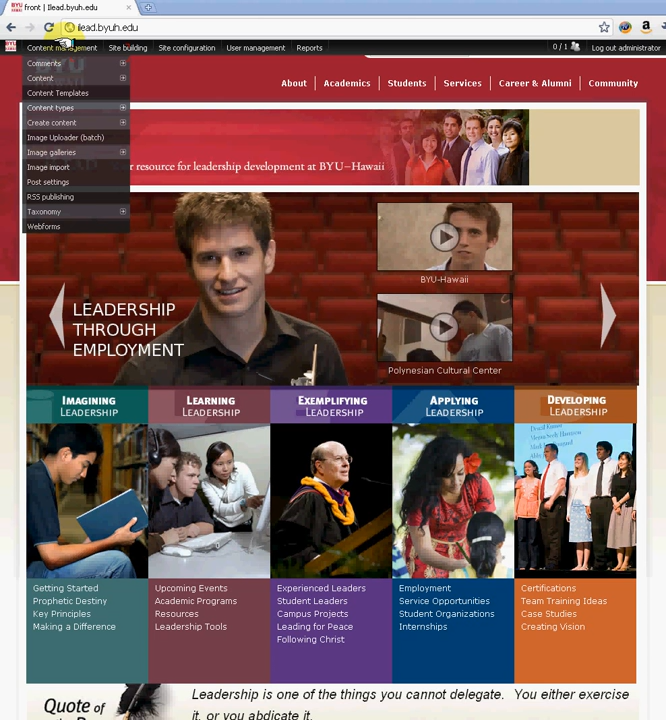 front | Ilead.byuh.edu
ilead.byuh.edu
Content management Site building Site configuration User management Reports 0 / 1 Log out administrator
Comments
Content
Content Templates
Content types
Create content
Image Uploader (batch)
Image galleries
Image import
Post settings
RSS publishing
Taxonomy
Webforms
About Academics Students Services Career & Alumni Community
resource for leadership development at BYU–Hawaii
LEADERSHIP
THROUGH
EMPLOYMENT
BYU-Hawaii
Polynesian Cultural Center
IMAGINING
LEADERSHIP
Getting Started
Prophetic Destiny
Key Principles
Making a Difference
LEARNING
LEADERSHIP
Upcoming Events
Academic Programs
Resources
Leadership Tools
EXEMPLIFYING
LEADERSHIP
Experienced Leaders
Student Leaders
Campus Projects
Leading for Peace
Following Christ
APPLYING
LEADERSHIP
Employment
Service Opportunities
Student Organizations
Internships
DEVELOPING
LEADERSHIP
Certifications
Team Training Ideas
Case Studies
Creating Vision
Quote of
Leadership is one of the things you cannot delegate. You either exercise
it, or you abdicate it.